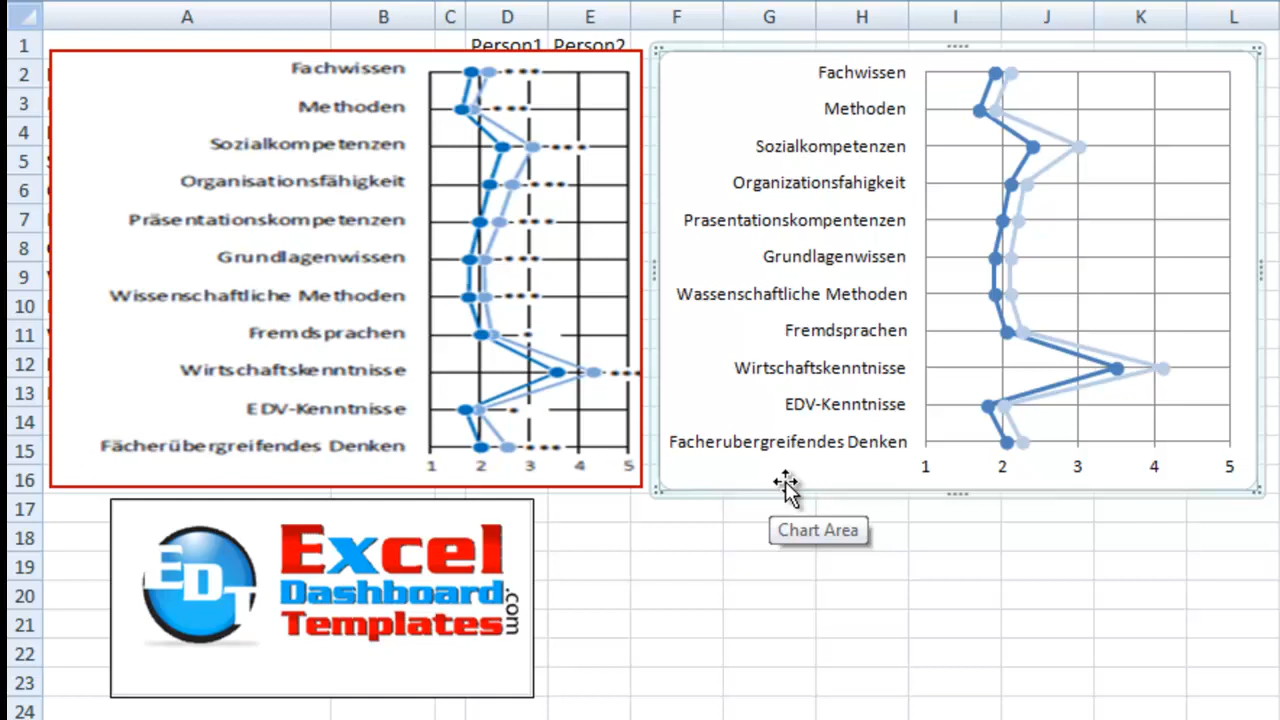 A B C D E F G H I J K L
1 Person1 Person2
2
3
4
5
6
7
8
9
10
11
12
13
14
15
16
17
18
19
20
21
22
23
24
Fachwissen
Methoden
Sozialkompetenzen
Organisationsfähigkeit
Präsentationskompetenzen
Grundlagenwissen
Wissenschaftliche Methoden
Fremdsprachen
Wirtschaftskenntnisse
EDV-Kenntnisse
Fächerübergreifendes Denken
1 2 3 4 5
Fachwissen
Methoden
Sozialkompetenzen
Organizationsfahigkeit
Prasentationskompentenzen
Grundlagenwissen
Wassenschaftliche Methoden
Fremdsprachen
Wirtschaftskenntnisse
EDV-Kenntnisse
Facherubergreifendes Denken
1 2 3 4 5
Chart Area
EDT
Excel
Dashboard
Templates
.com